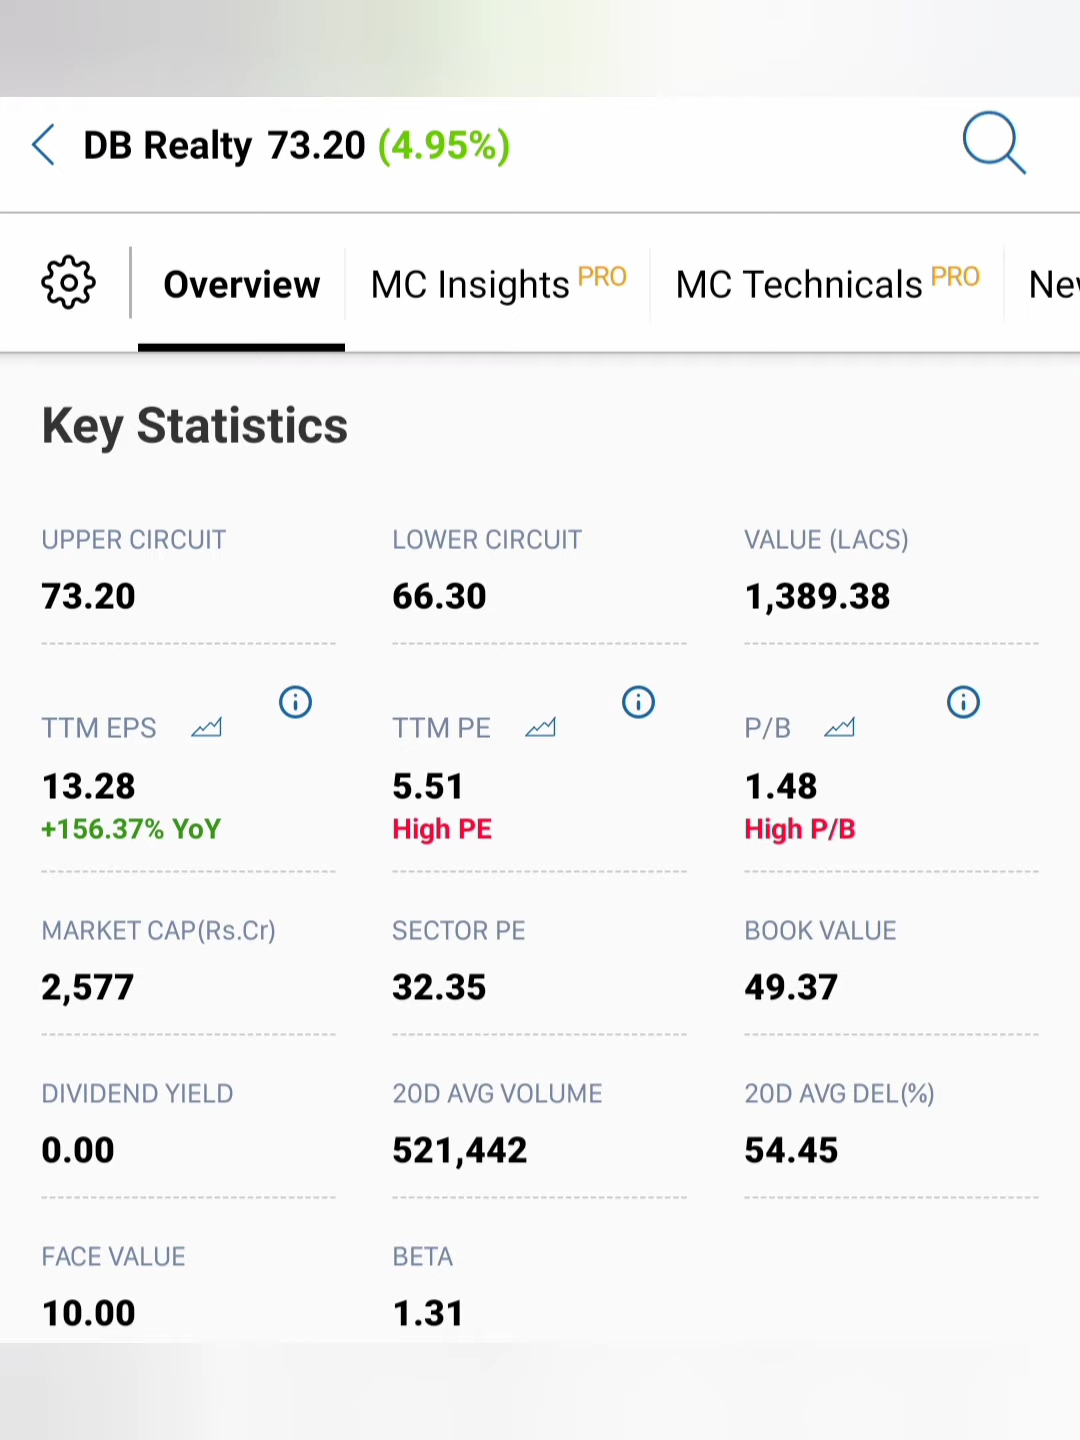 DB Realty 73.20 (4.95%)
Overview MC Insights PRO MC Technicals PRO
Key Statistics
UPPER CIRCUIT LOWER CIRCUIT VALUE (LACS)
73.20 66.30 1,389.38
TTM EPS TTM PE P/B
13.28 5.51 1.48
+156.37% YoY High PE High P/B
MARKET CAP(Rs.Cr) SECTOR PE BOOK VALUE
2,577 32.35 49.37
DIVIDEND YIELD 20D AVG VOLUME 20D AVG DEL(%)
0.00 521,442 54.45
FACE VALUE BETA
10.00 1.31